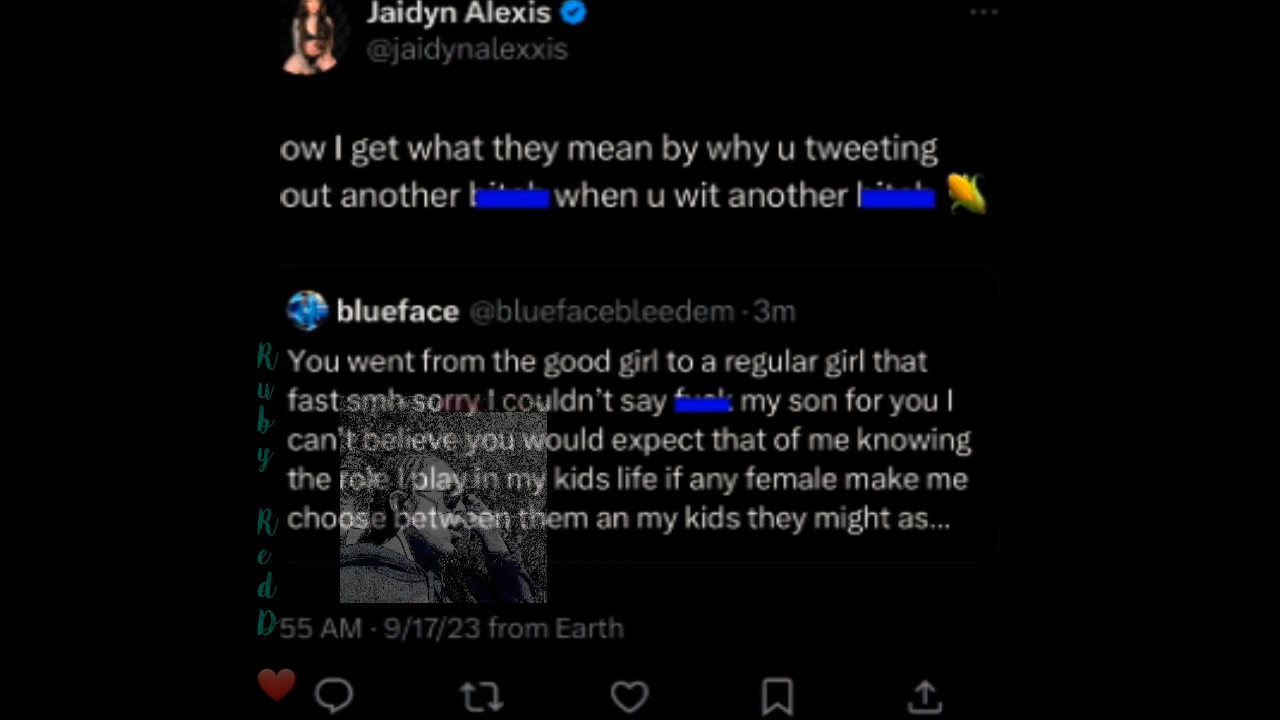 Jaidyn Alexis
@jaidynalexxis
ow I get what they mean by why u tweeting
out another when u wit another 🌽
blueface @bluefacebleedem · 3m
You went from the good girl to a regular girl that
fast smh sorry I couldn't say my son for you I
can't believe you would expect that of me knowing
the role I play in my kids life if any female make me
choose between them an my kids they might as...
55 AM · 9/17/23 from Earth
Ruby RedD